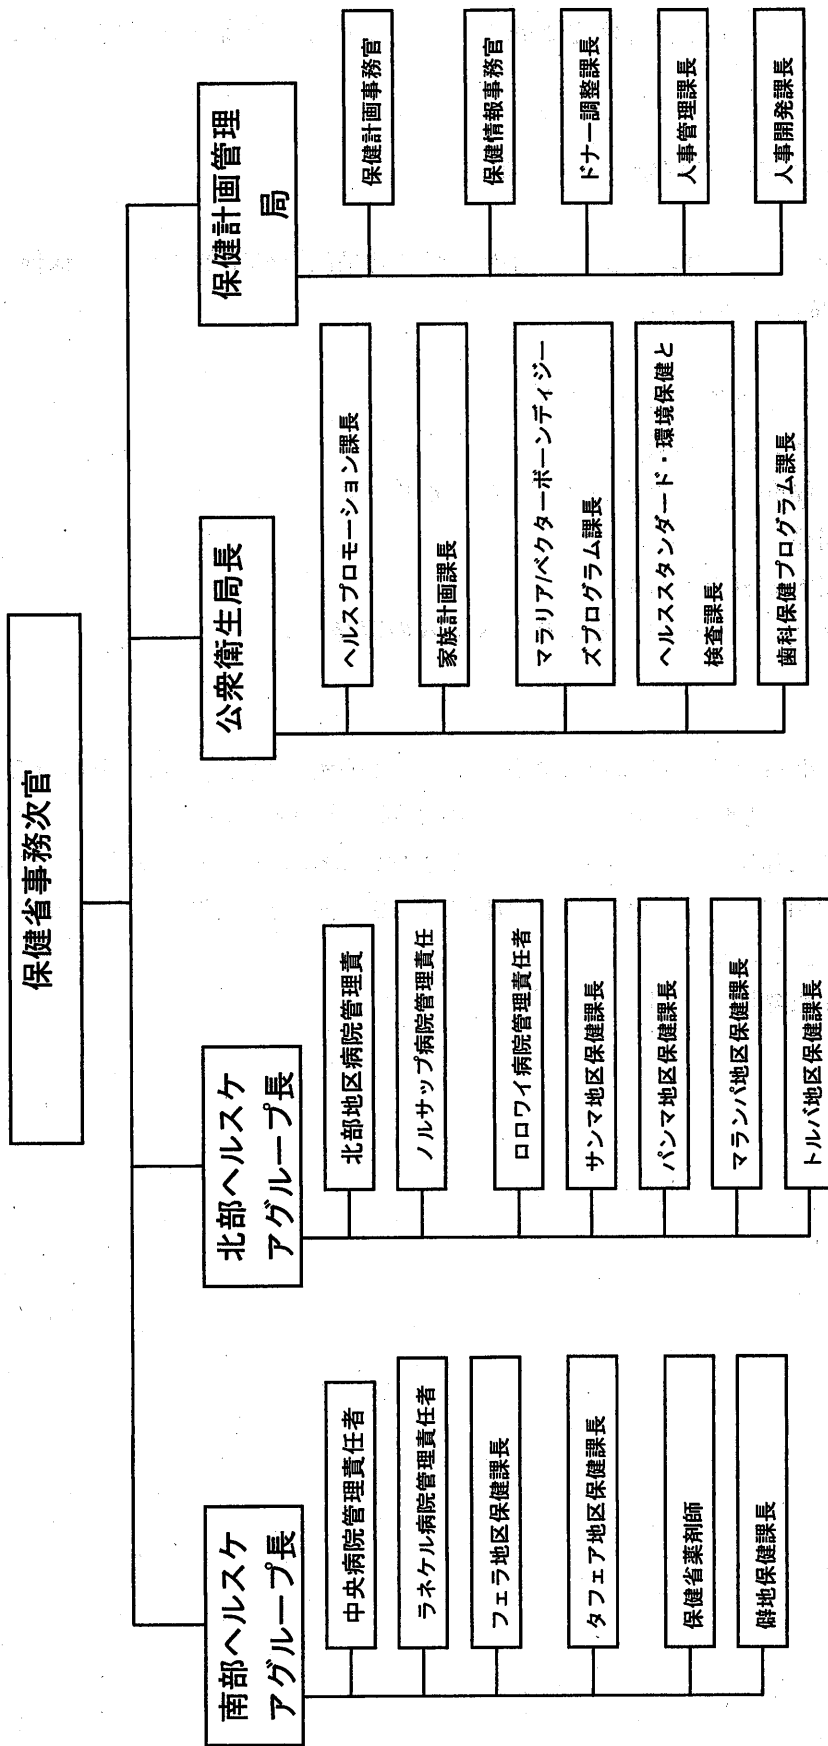 保健省事務次官
南部ヘルスケ
アグループ長
中央病院管理責任者
ラネケル病院管理責任者
フェラ地区保健課長
タフェア地区保健課長
保健省薬剤師
僻地保健課長
北部ヘルスケ
アグループ長
北部地区病院管理責
ノルサップ病院管理責任
ロロワイ病院管理責任者
サンマ地区保健課長
パンマ地区保健課長
マランパ地区保健課長
トルバ地区保健課長
公衆衛生局長
ヘルスプロモーション課長
家族計画課長
マラリア/ベクターボーンディジー
ズプログラム課長
ヘルススタンダード・環境保健と
検査課長
歯科保健プログラム課長
保健計画管理
局
保健計画事務官
保健情報事務官
ドナー調整課長
人事管理課長
人事開発課長